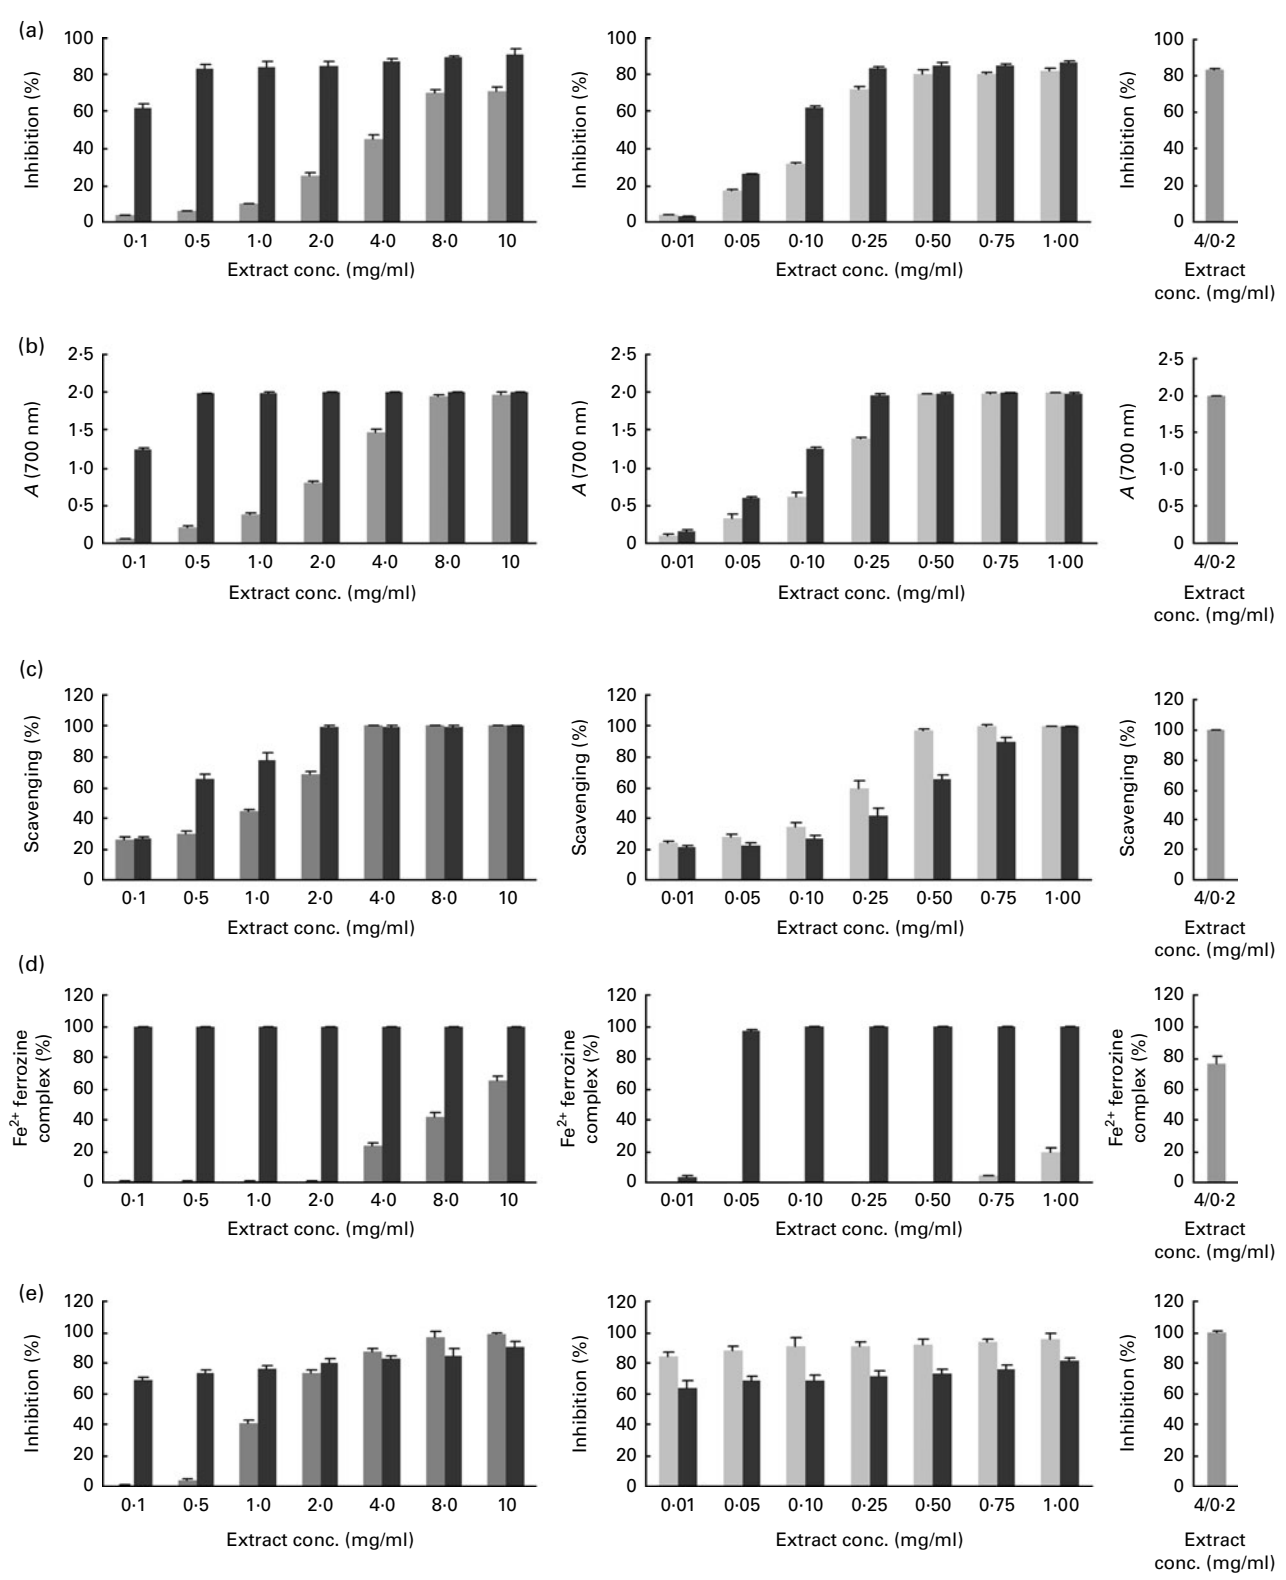 (a)
100
80
60
40
20
0
Inhibition (%)
0·1 0·5 1·0 2·0 4·0 8·0 10
Extract conc. (mg/ml)
100
80
60
40
20
0
Inhibition (%)
0·01 0·05 0·10 0·25 0·50 0·75 1·00
Extract conc. (mg/ml)
100
80
60
40
20
0
Inhibition (%)
4/0·2
Extract
conc. (mg/ml)
(b)
2·5
2·0
1·5
1·0
0·5
0
A (700 nm)
0·1 0·5 1·0 2·0 4·0 8·0 10
Extract conc. (mg/ml)
2·5
2·0
1·5
1·0
0·5
0
A (700 nm)
0·01 0·05 0·10 0·25 0·50 0·75 1·00
Extract conc. (mg/ml)
2·5
2·0
1·5
1·0
0·5
0
A (700 nm)
4/0·2
Extract
conc. (mg/ml)
(c)
120
100
80
60
40
20
0
Scavenging (%)
0·1 0·5 1·0 2·0 4·0 8·0 10
Extract conc. (mg/ml)
120
100
80
60
40
20
0
Scavenging (%)
0·01 0·05 0·10 0·25 0·50 0·75 1·00
Extract conc. (mg/ml)
120
100
80
60
40
20
0
Scavenging (%)
4/0·2
Extract
conc. (mg/ml)
(d)
120
100
80
60
40
20
0
Fe2+ ferrozine
complex (%)
0·1 0·5 1·0 2·0 4·0 8·0 10
Extract conc. (mg/ml)
120
100
80
60
40
20
0
Fe2+ ferrozine
complex (%)
0·01 0·05 0·10 0·25 0·50 0·75 1·00
Extract conc. (mg/ml)
120
100
80
60
40
20
0
Fe2+ ferrozine
complex (%)
4/0·2
Extract
conc. (mg/ml)
(e)
120
100
80
60
40
20
0
Inhibition (%)
0·1 0·5 1·0 2·0 4·0 8·0 10
Extract conc. (mg/ml)
120
100
80
60
40
20
0
Inhibition (%)
0·01 0·05 0·10 0·25 0·50 0·75 1·00
Extract conc. (mg/ml)
120
100
80
60
40
20
0
Inhibition (%)
4/0·2
Extract
conc. (mg/ml)